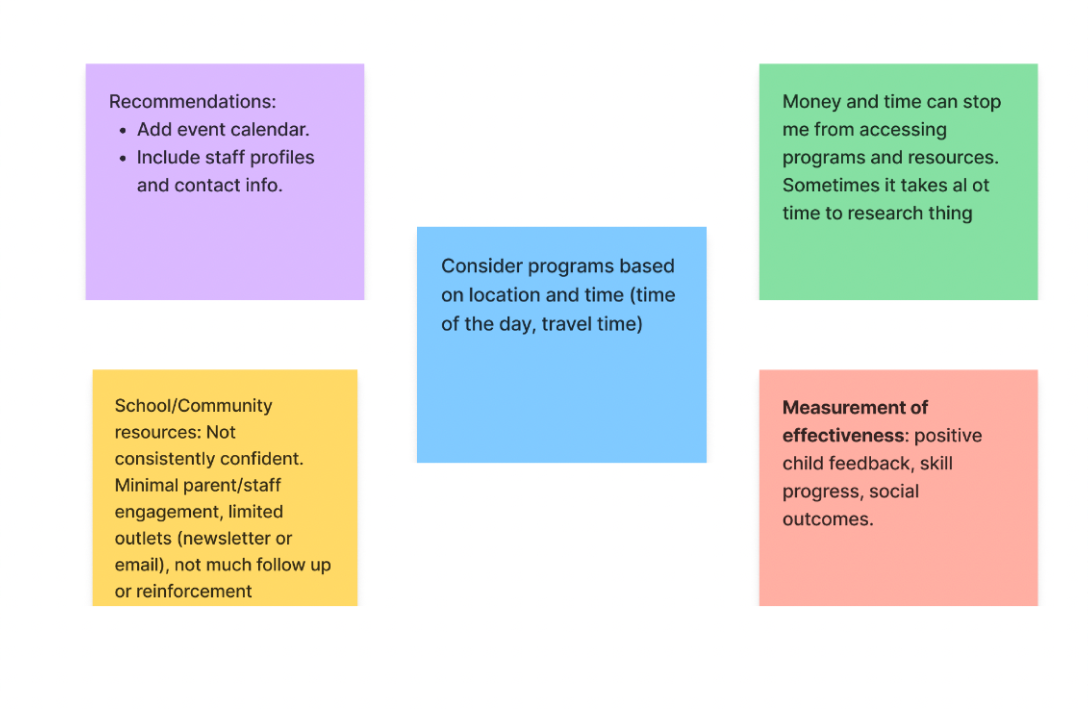 Recommendations:
• Add event calendar.
• Include staff profiles
and contact info.
Money and time can stop
me from accessing
programs and resources.
Sometimes it takes al ot
time to research thing
Consider programs based
on location and time (time
of the day, travel time)
School/Community
resources: Not
consistently confident.
Minimal parent/staff
engagement, limited
outlets (newsletter or
email), not much follow up
or reinforcement
Measurement of
effectiveness: positive
child feedback, skill
progress, social
outcomes.